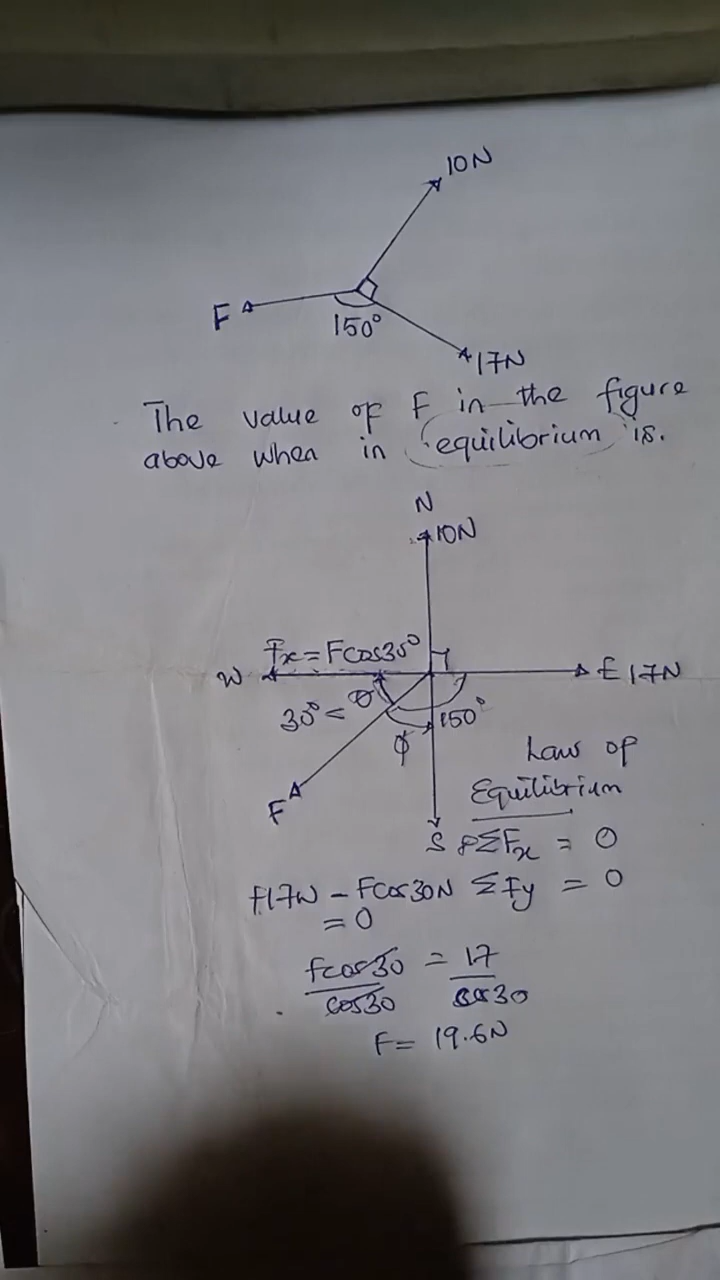 10N
F
150°
17N
The value of F in the figure
above when in equilibrium is.
N
10N
Fx = Fcos30°
W
E 17N
30° = θ
150°
ϕ
Law of
Equilibrium
F
S
ΣFx = 0
+17N - Fcos30N
ΣFy = 0
= 0
fcos30 = 17
cos30 cos30
F = 19.6N